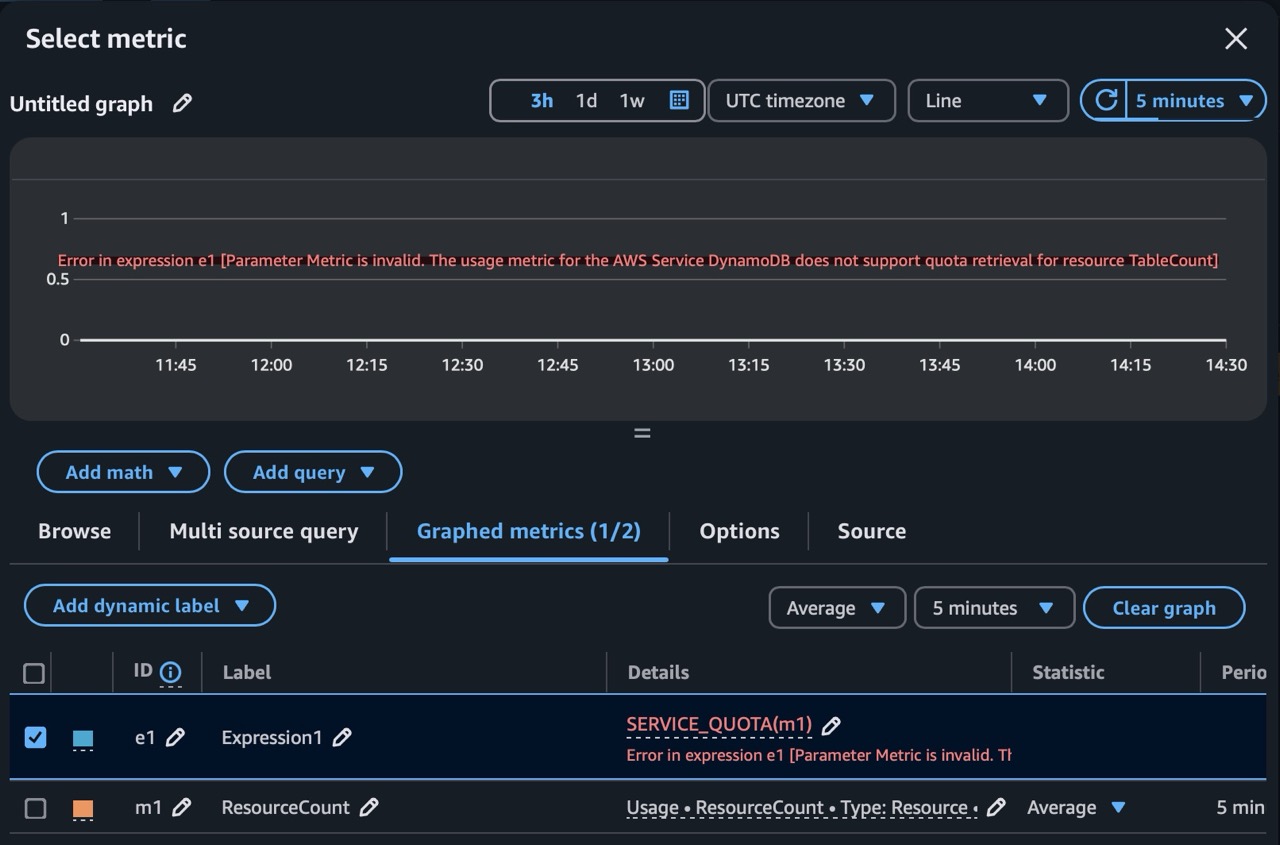 Select metric
Untitled graph
3h 1d 1w UTC timezone Line 5 minutes
1
Error in expression e1 [Parameter Metric is invalid. The usage metric for the AWS Service DynamoDB does not support quota retrieval for resource TableCount]
0.5
0
11:45 12:00 12:15 12:30 12:45 13:00 13:15 13:30 13:45 14:00 14:15 14:30
Add math Add query
Browse Multi source query Graphed metrics (1/2) Options Source
Add dynamic label Average 5 minutes Clear graph
ID Label Details Statistic Perio
SERVICE_QUOTA(m1)
e1 Expression1
Error in expression e1 [Parameter Metric is invalid. Th
m1 ResourceCount Usage • ResourceCount • Type: Resource • Average 5 min